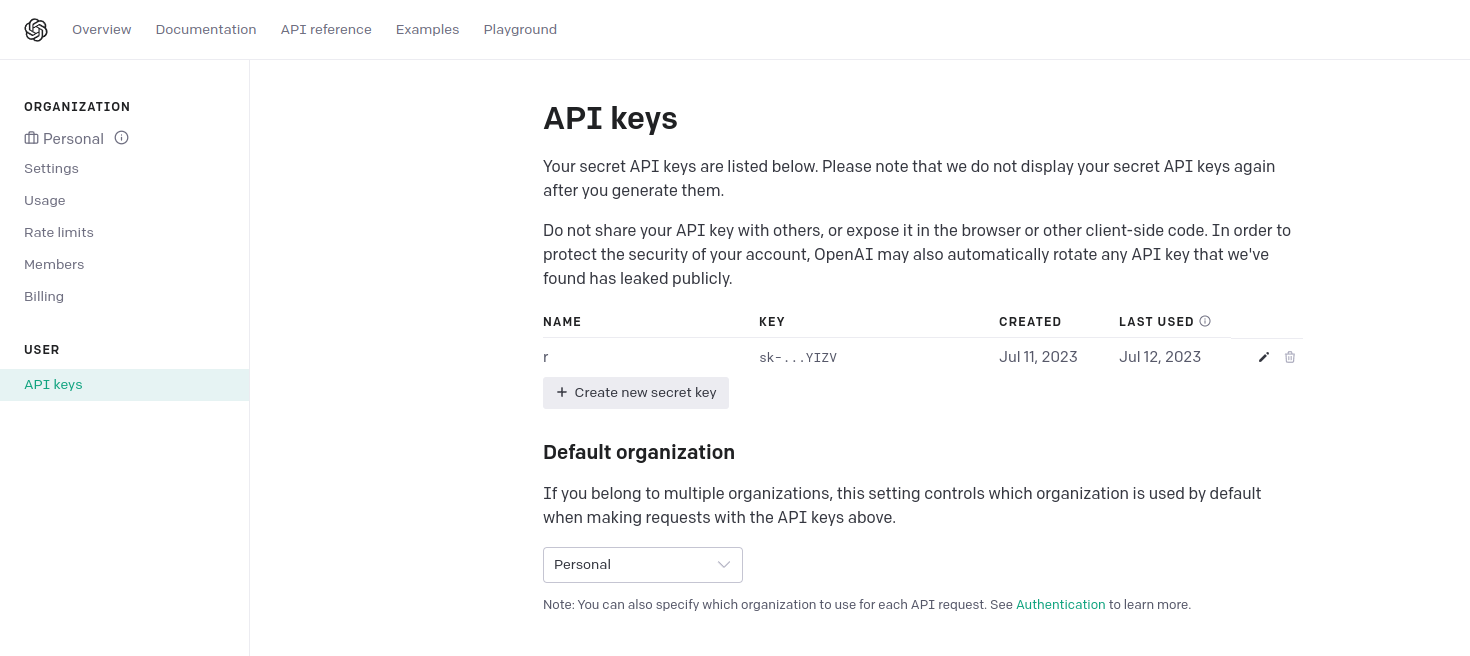 Overview Documentation API reference Examples Playground
ORGANIZATION
Personal
Settings
Usage
Rate limits
Members
Billing
USER
API keys
API keys
Your secret API keys are listed below. Please note that we do not display your secret API keys again
after you generate them.
Do not share your API key with others, or expose it in the browser or other client-side code. In order to
protect the security of your account, OpenAI may also automatically rotate any API key that we've
found has leaked publicly.
NAME KEY CREATED LAST USED
r sk-...YIZV Jul 11, 2023 Jul 12, 2023
+ Create new secret key
Default organization
If you belong to multiple organizations, this setting controls which organization is used by default
when making requests with the API keys above.
Personal
Note: You can also specify which organization to use for each API request. See Authentication to learn more.